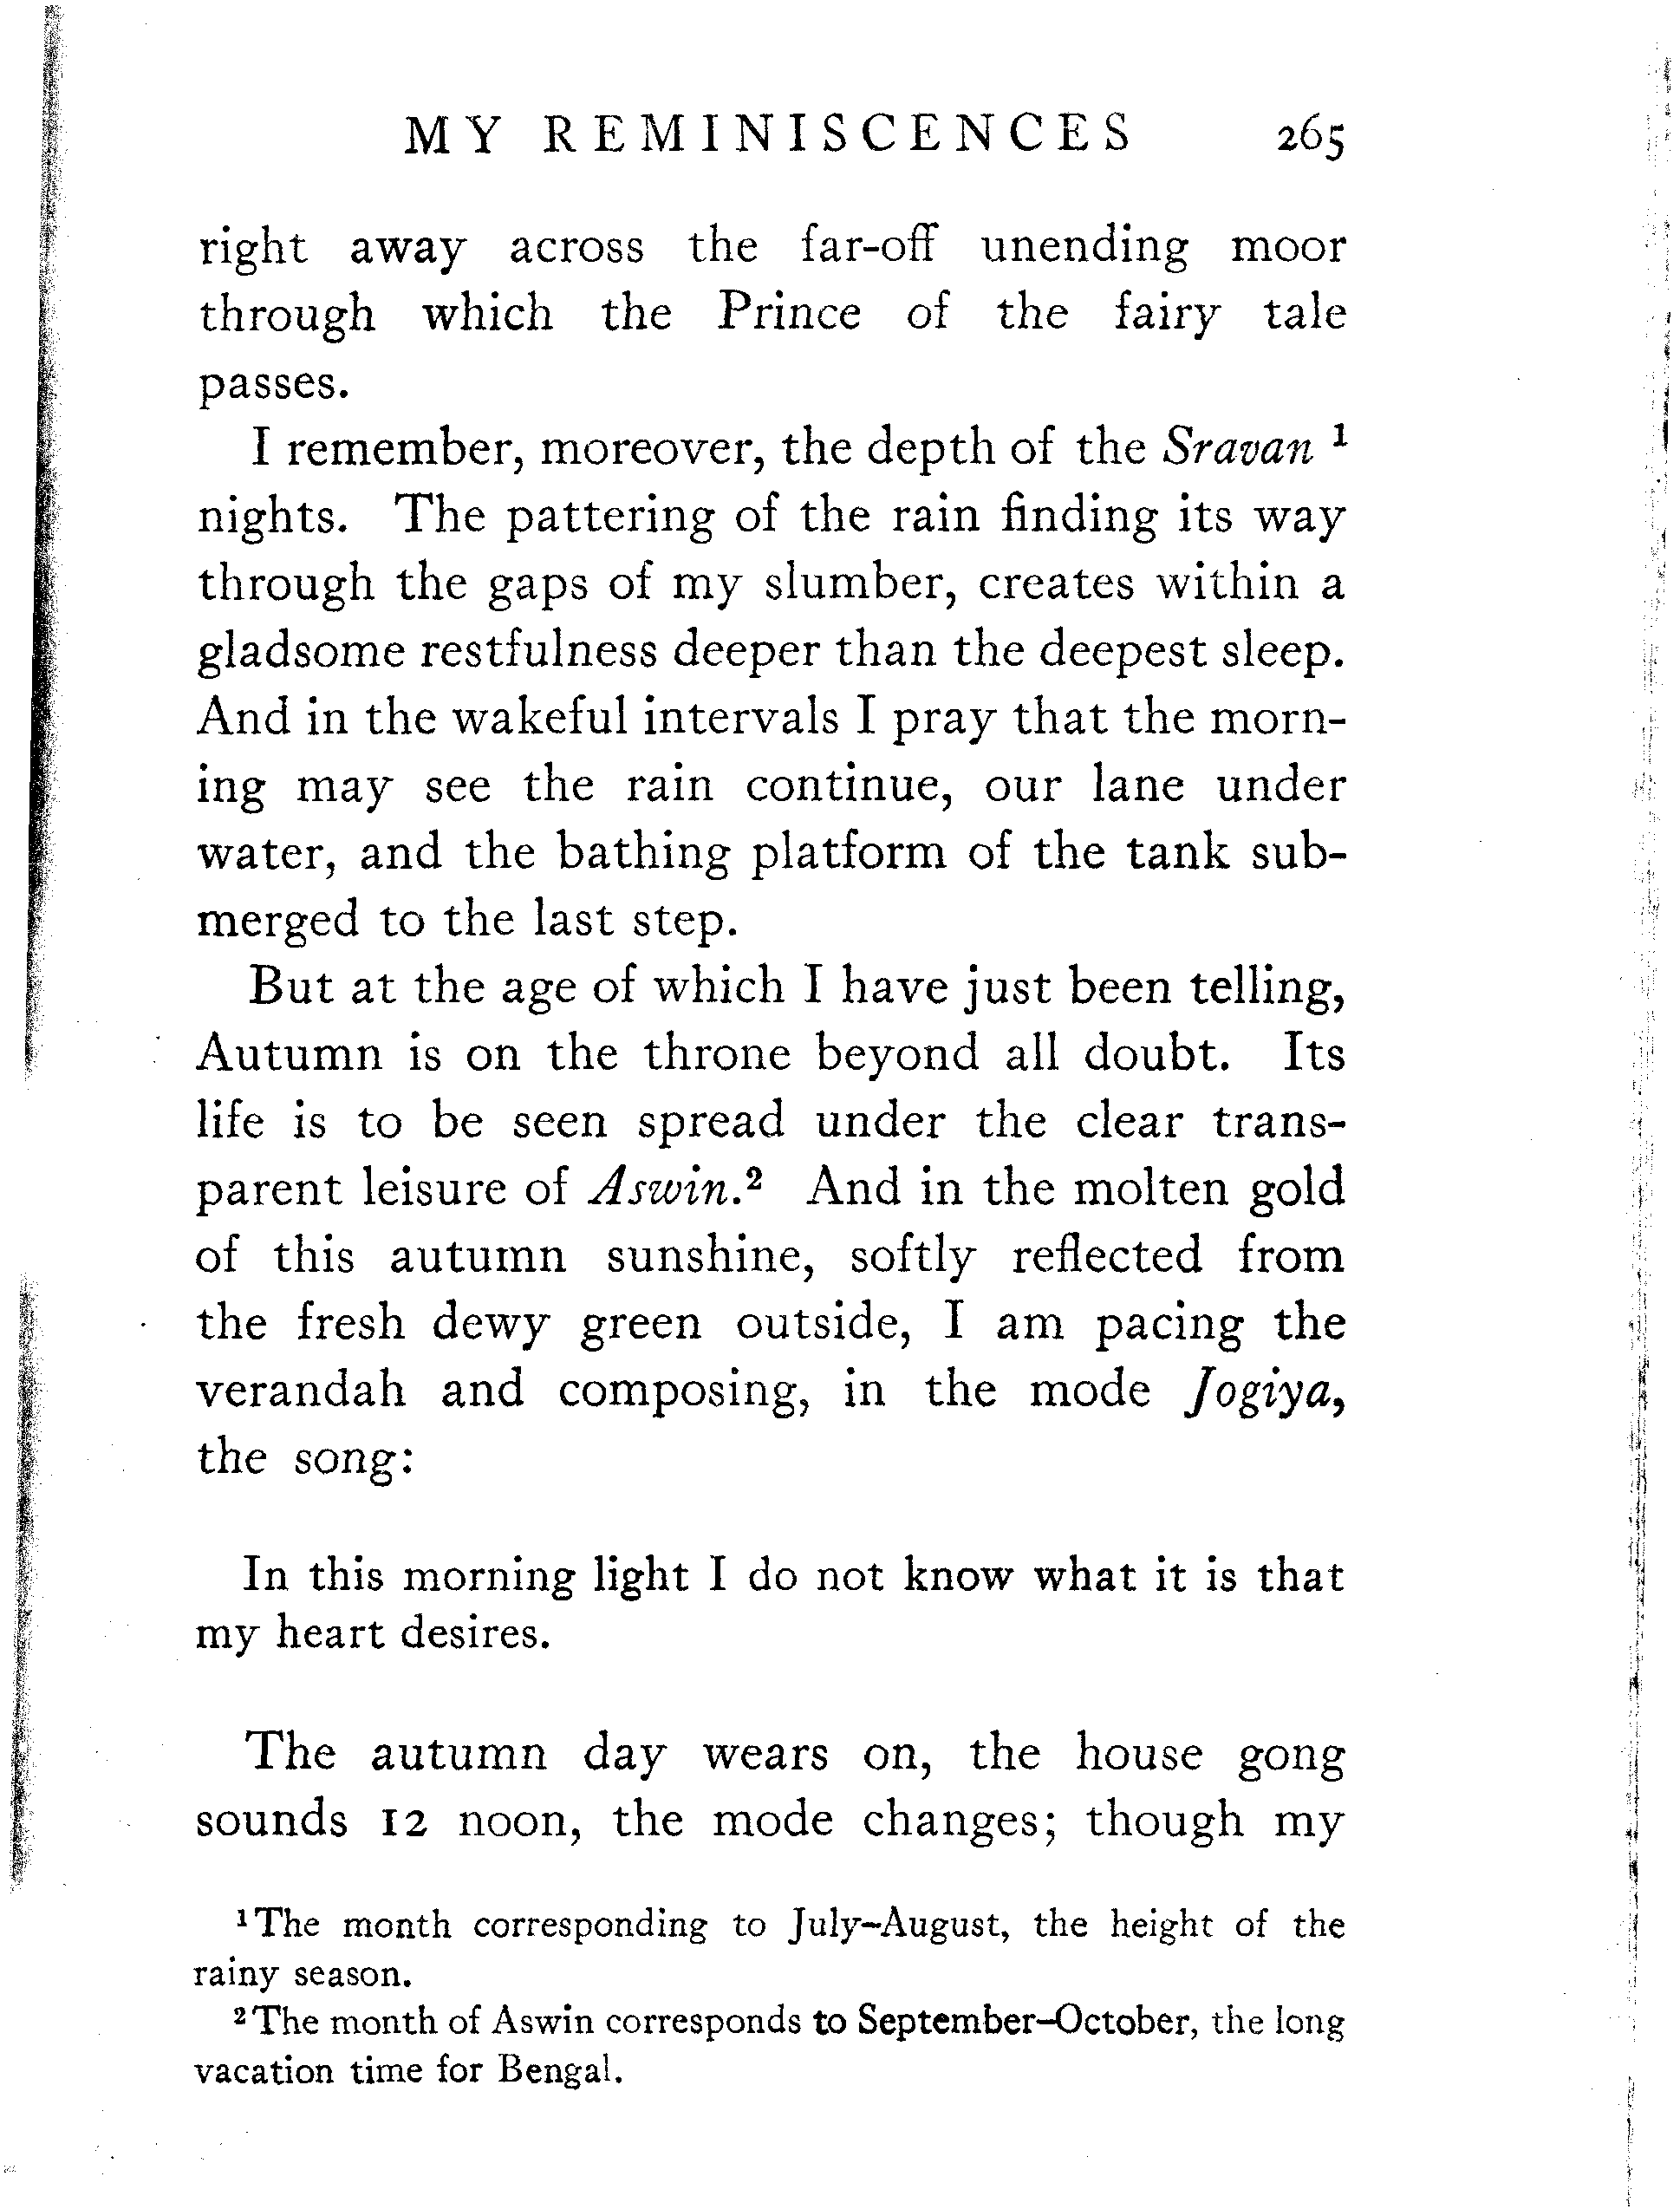 MY REMINISCENCES 265
right away across the far-off unending moor
through which the Prince of the fairy tale
passes.
I remember, moreover, the depth of the Sravan ¹
nights. The pattering of the rain finding its way
through the gaps of my slumber, creates within a
gladsome restfulness deeper than the deepest sleep.
And in the wakeful intervals I pray that the morn-
ing may see the rain continue, our lane under
water, and the bathing platform of the tank sub-
merged to the last step.
But at the age of which I have just been telling,
Autumn is on the throne beyond all doubt. Its
life is to be seen spread under the clear trans-
parent leisure of Aswin.² And in the molten gold
of this autumn sunshine, softly reflected from
the fresh dewy green outside, I am pacing the
verandah and composing, in the mode Jogiya,
the song:
In this morning light I do not know what it is that
my heart desires.
The autumn day wears on, the house gong
sounds 12 noon, the mode changes; though my
¹ The month corresponding to July–August, the height of the
rainy season.
² The month of Aswin corresponds to September–October, the long
vacation time for Bengal.